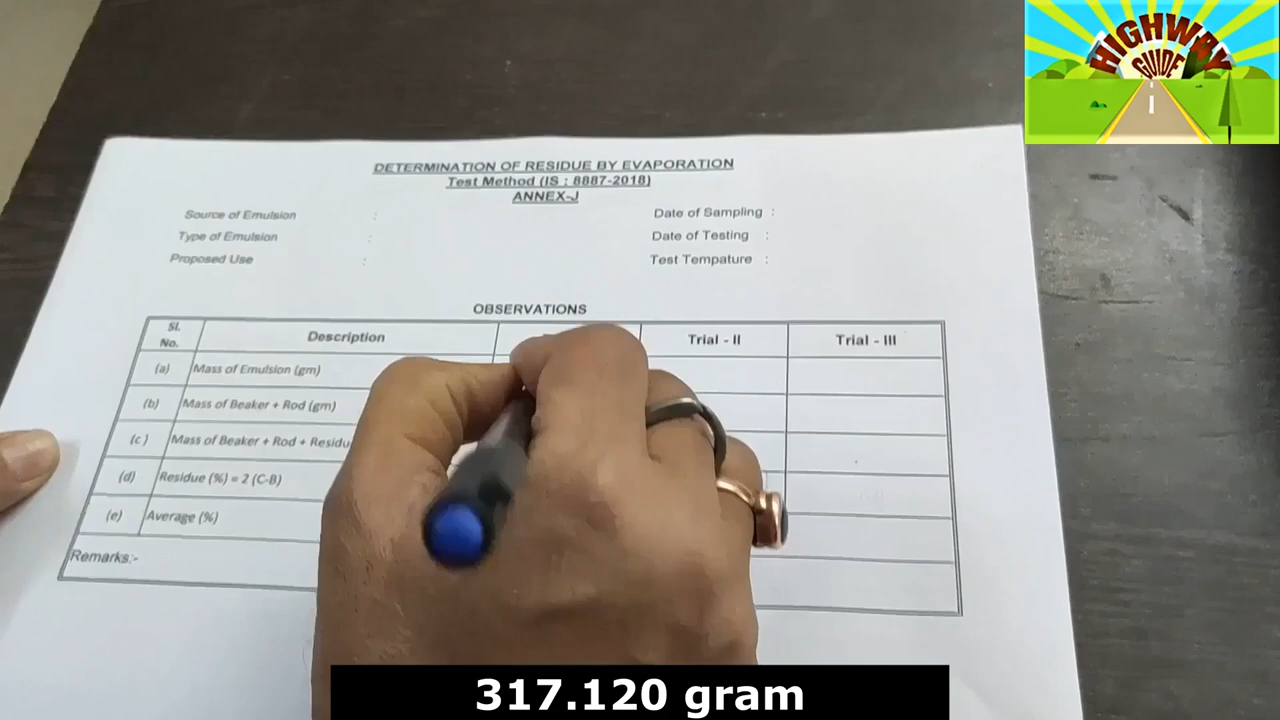 HIGHWAY
GUIDE
DETERMINATION OF RESIDUE BY EVAPORATION
Test Method (IS : 8887-2018)
ANNEX-J
Source of Emulsion : Date of Sampling :
Type of Emulsion : Date of Testing :
Proposed Use : Test Tempature :
OBSERVATIONS
Sl. No. Description Trial - II Trial - III
(a) Mass of Emulsion (gm)
(b) Mass of Beaker + Rod (gm)
(c ) Mass of Beaker + Rod + Residu
(d) Residue (%) = 2 (C-B)
(e) Average (%)
Remarks:-
317.120 gram